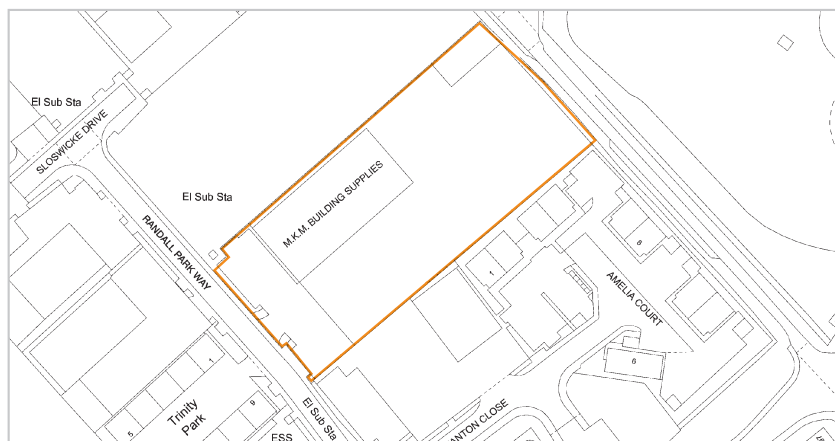 El Sub Sta
SLOSWICKE DRIVE
El Sub Sta
M.K.M. BUILDING SUPPLIES
RANDALL PARK WAY
8
1
AMELIA COURT
6
1
Trinity
Park
9
5
El Sub Sta
ANTON CLOSE
ESS